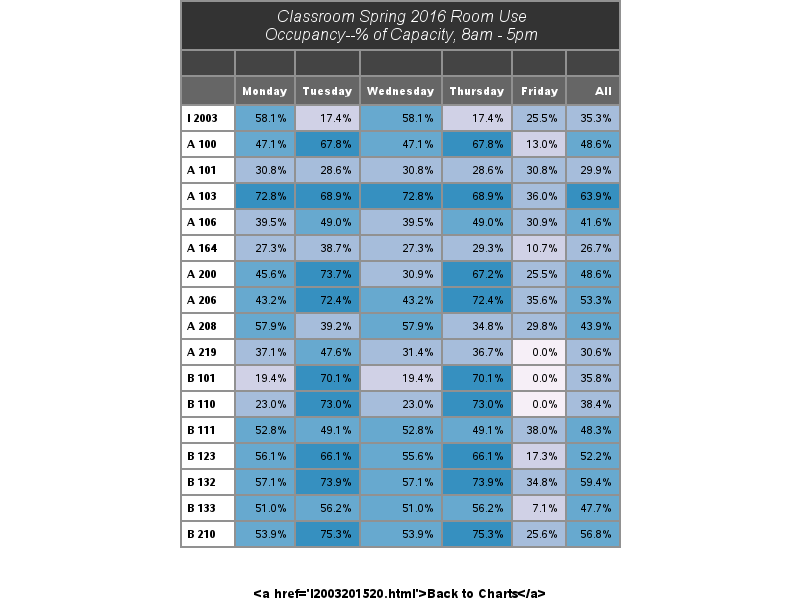 Classroom Spring 2016 Room Use
Occupancy--% of Capacity, 8am - 5pm
Monday Tuesday Wednesday Thursday Friday All
I 2003 58.1% 17.4% 58.1% 17.4% 25.5% 35.3%
A 100 47.1% 67.8% 47.1% 67.8% 13.0% 48.6%
A 101 30.8% 28.6% 30.8% 28.6% 30.8% 29.9%
A 103 72.8% 68.9% 72.8% 68.9% 36.0% 63.9%
A 106 39.5% 49.0% 39.5% 49.0% 30.9% 41.6%
A 164 27.3% 38.7% 27.3% 29.3% 10.7% 26.7%
A 200 45.6% 73.7% 30.9% 67.2% 25.5% 48.6%
A 206 43.2% 72.4% 43.2% 72.4% 35.6% 53.3%
A 208 57.9% 39.2% 57.9% 34.8% 29.8% 43.9%
A 219 37.1% 47.6% 31.4% 36.7% 0.0% 30.6%
B 101 19.4% 70.1% 19.4% 70.1% 0.0% 35.8%
B 110 23.0% 73.0% 23.0% 73.0% 0.0% 38.4%
B 111 52.8% 49.1% 52.8% 49.1% 38.0% 48.3%
B 123 56.1% 66.1% 55.6% 66.1% 17.3% 52.2%
B 132 57.1% 73.9% 57.1% 73.9% 34.8% 59.4%
B 133 51.0% 56.2% 51.0% 56.2% 7.1% 47.7%
B 210 53.9% 75.3% 53.9% 75.3% 25.6% 56.8%
<a href='I2003201520.html'>Back to Charts</a>